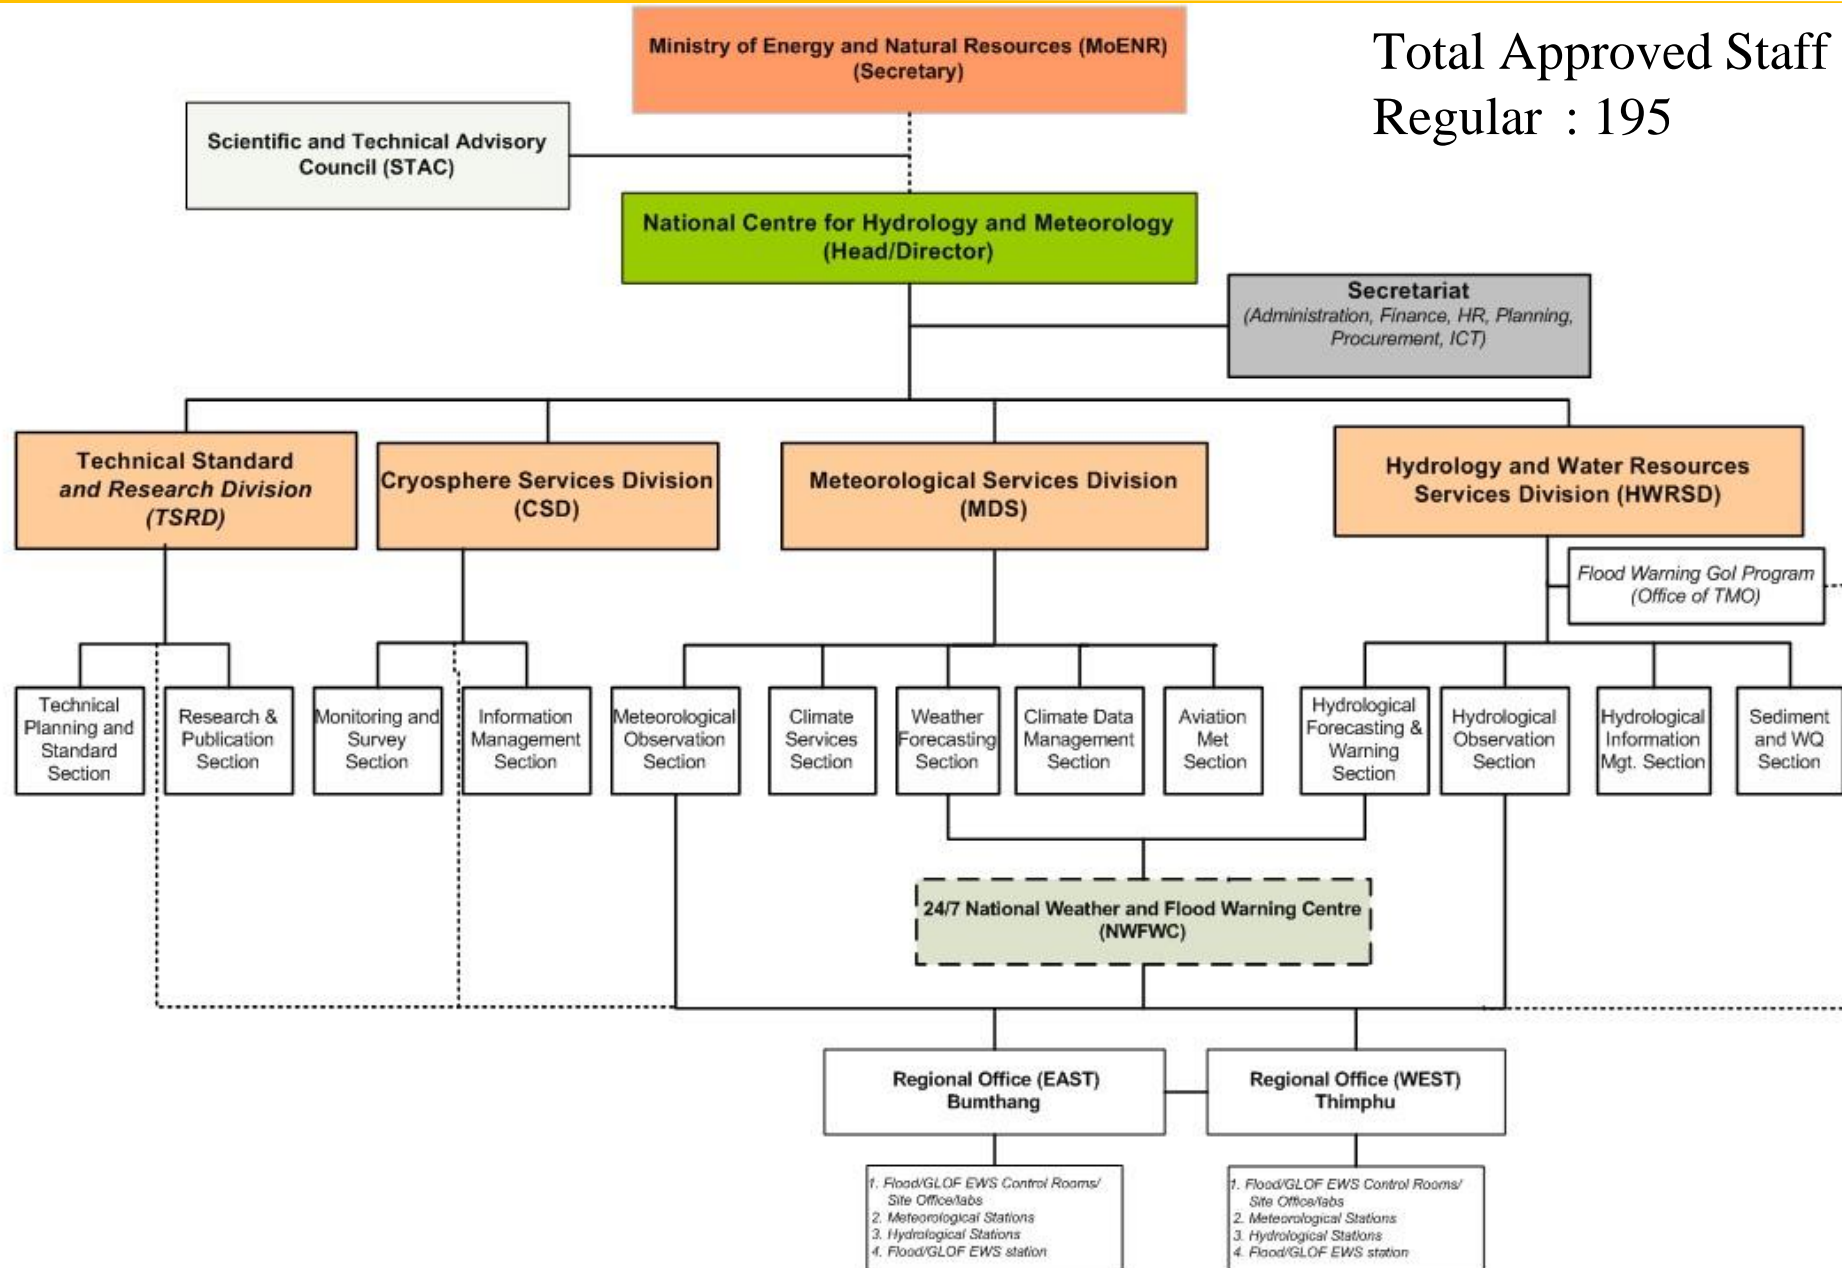 Total Approved Staff
Regular : 195
Ministry of Energy and Natural Resources (MoENR)
(Secretary)
Scientific and Technical Advisory
Council (STAC)
National Centre for Hydrology and Meteorology
(Head/Director)
Secretariat
(Administration, Finance, HR, Planning,
Procurement, ICT)
Technical Standard
and Research Division
(TSRD)
Cryosphere Services Division
(CSD)
Meteorological Services Division
(MDS)
Hydrology and Water Resources
Services Division (HWRSD)
Flood Warning GoI Program
(Office of TMO)
Technical
Planning and
Standard
Section
Research &
Publication
Section
Monitoring and
Survey
Section
Information
Management
Section
Meteorological
Observation
Section
Climate
Services
Section
Weather
Forecasting
Section
Climate Data
Management
Section
Aviation
Met
Section
Hydrological
Forecasting &
Warning
Section
Hydrological
Observation
Section
Hydrological
Information
Mgt. Section
Sediment
and WQ
Section
24/7 National Weather and Flood Warning Centre
(NWFWC)
Regional Office (EAST)
Bumthang
Regional Office (WEST)
Thimphu
1. Flood/GLOF EWS Control Rooms/
Site Office/labs
2. Meteorological Stations
3. Hydrological Stations
4. Flood/GLOF EWS station
1. Flood/GLOF EWS Control Rooms/
Site Office/labs
2. Meteorological Stations
3. Hydrological Stations
4. Flood/GLOF EWS station